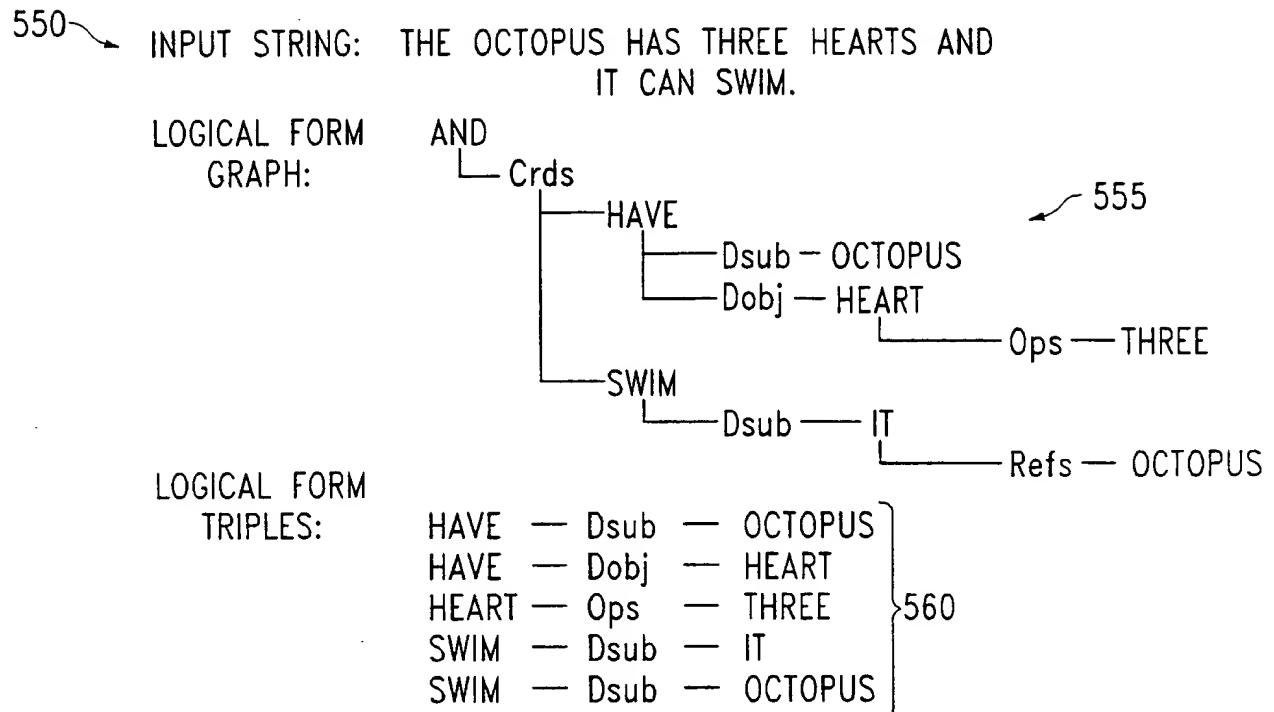 550 INPUT STRING: THE OCTOPUS HAS THREE HEARTS AND
IT CAN SWIM.
LOGICAL FORM AND
GRAPH: Crds
555
HAVE
Dsub — OCTOPUS
Dobj — HEART
Ops — THREE
SWIM
Dsub — IT
Refs — OCTOPUS
LOGICAL FORM
TRIPLES:
HAVE — Dsub — OCTOPUS
HAVE — Dobj — HEART
HEART — Ops — THREE 560
SWIM — Dsub — IT
SWIM — Dsub — OCTOPUS